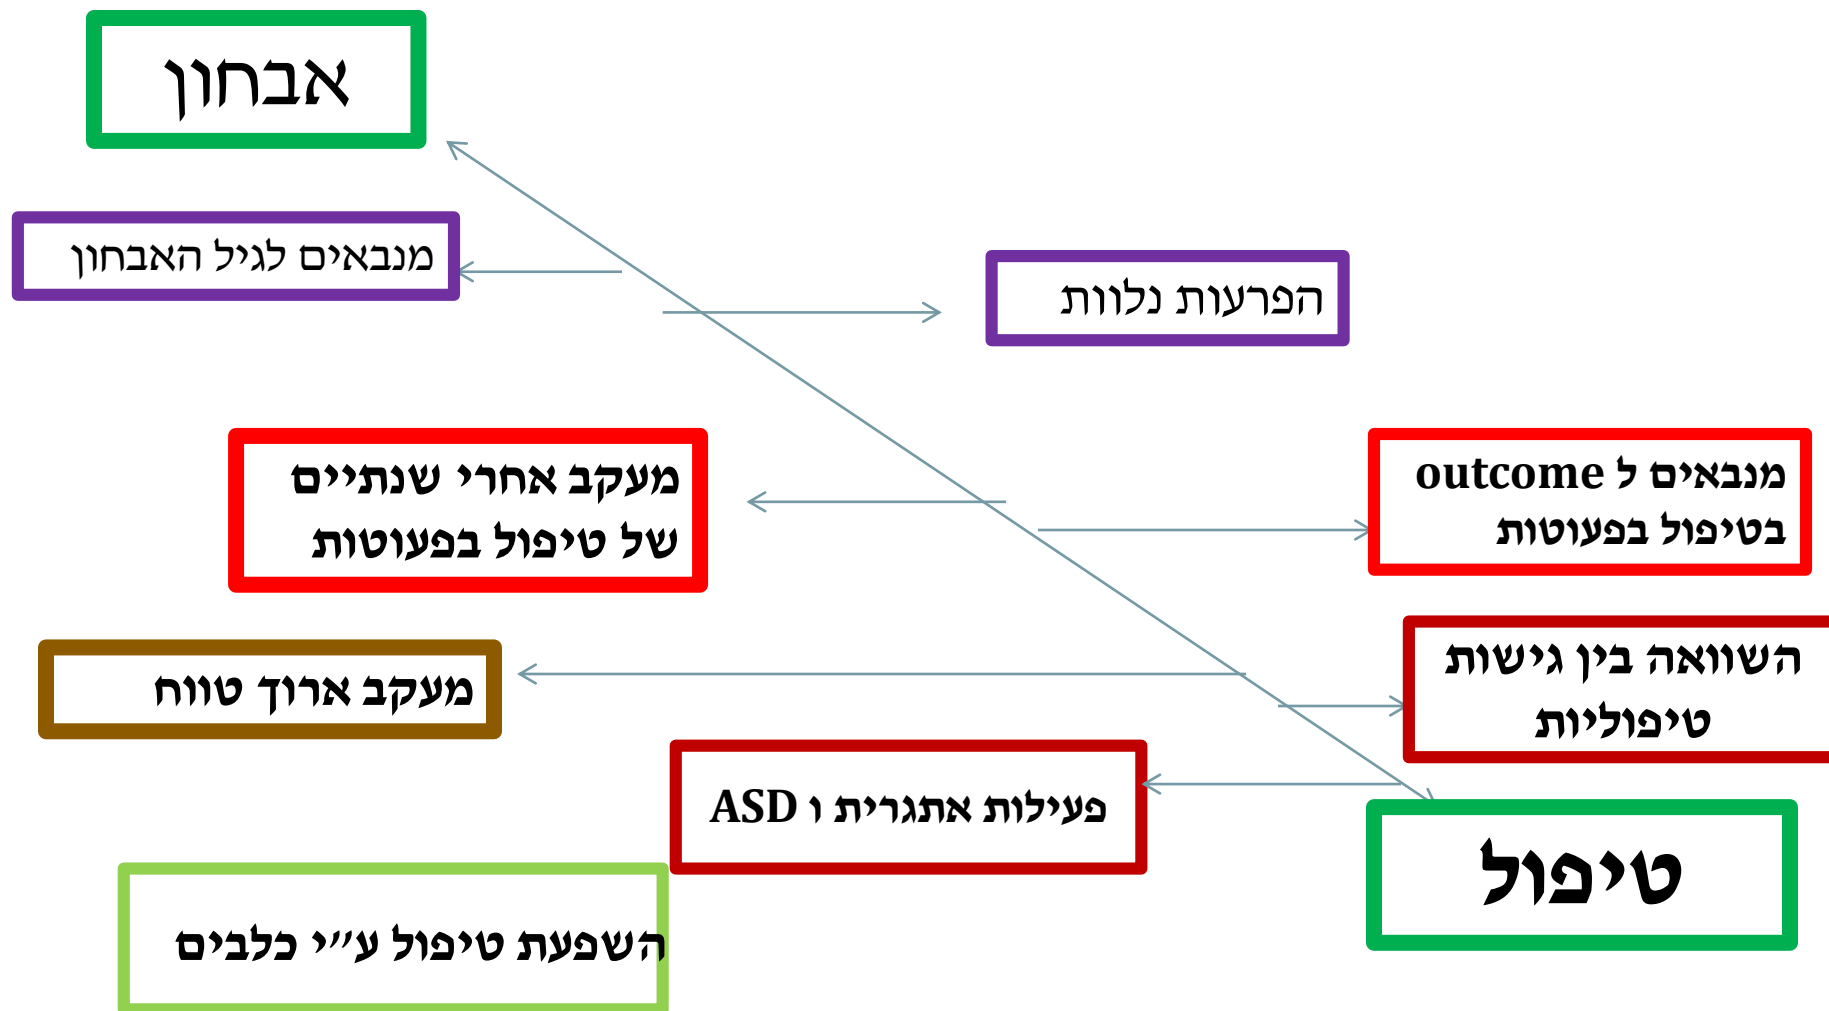 אבחון
מנבאים לגיל האבחון
הפרעות נלוות
מעקב אחרי שנתיים
של טיפול בפעוטות
מנבאים ל outcome
בטיפול בפעוטות
מעקב ארוך טווח
השוואה בין גישות
טיפוליות
פעילות אתגרית ו ASD
טיפול
השפעת טיפול ע״י כלבים